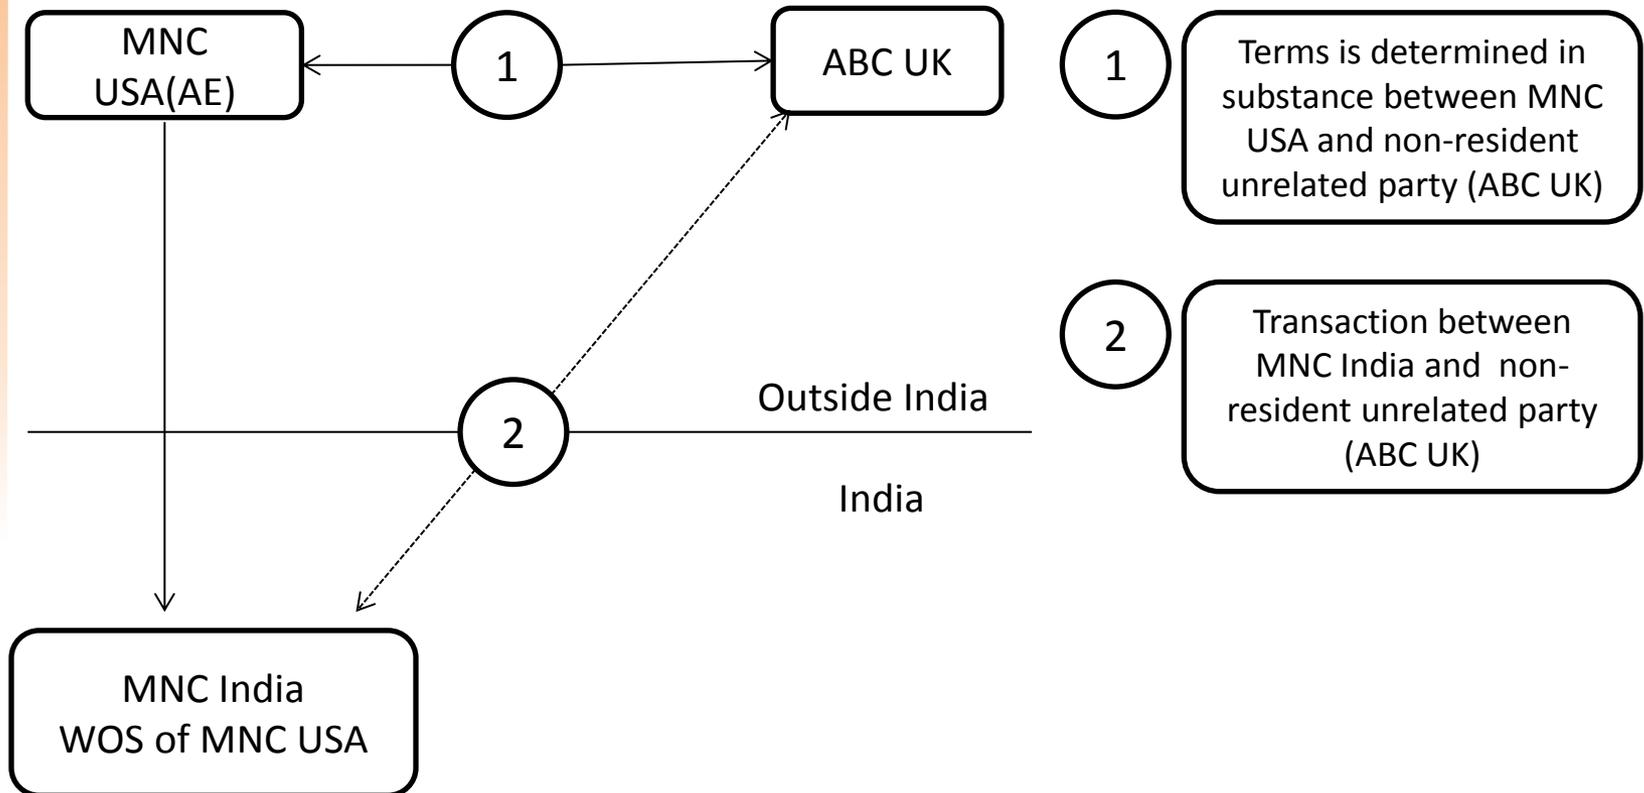 MNC
USA(AE)
1
ABC UK
1
Terms is determined in
substance between MNC
USA and non-resident
unrelated party (ABC UK)
2
Transaction between
MNC India and  non-
resident unrelated party
(ABC UK)
Outside India
2
India
MNC India
WOS of MNC USA